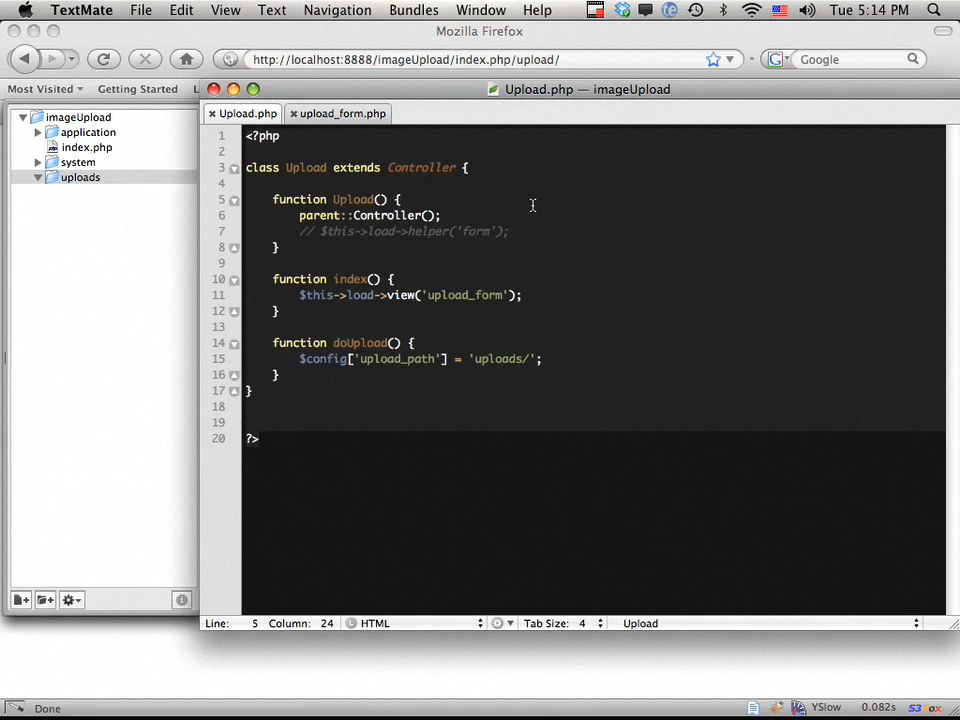 TextMate File Edit View Text Navigation Bundles Window Help Tue 5:14 PM
Mozilla Firefox
http://localhost:8888/imageUpload/index.php/upload/ Google
Most Visited Getting Started L
Upload.php — imageUpload
imageUpload
application
index.php
system
uploads
Upload.php upload_form.php
1 <?php
2
3 class Upload extends Controller {
4
5 function Upload() {
6 parent::Controller();
7 // $this->load->helper('form');
8 }
9
10 function index() {
11 $this->load->view('upload_form');
12 }
13
14 function doUpload() {
15 $config['upload_path'] = 'uploads/';
16 }
17 }
18
19
20 ?>
Line: 5 Column: 24 HTML Tab Size: 4 Upload
Done YSlow 0.082s S3Fox